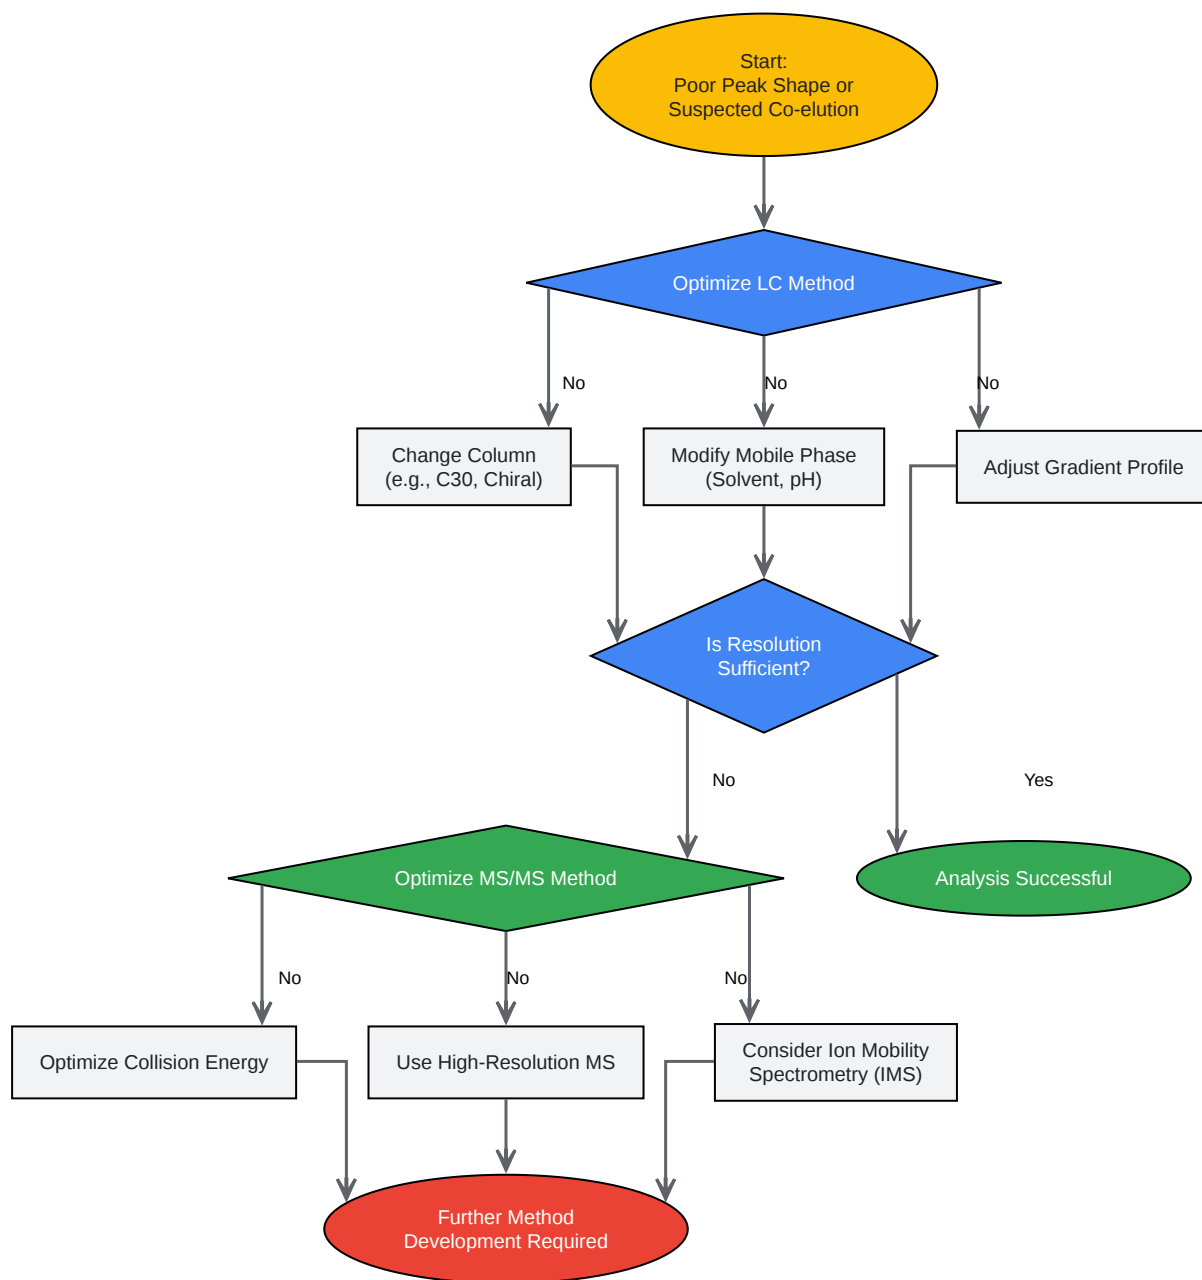 Start:
Poor Peak Shape or
Suspected Co-elution
Optimize LC Method
No
No
No
Change Column
(e.g., C30, Chiral)
Modify Mobile Phase
(Solvent, pH)
Adjust Gradient Profile
Is Resolution
Sufficient?
No
Yes
Optimize MS/MS Method
Analysis Successful
No
No
No
Optimize Collision Energy
Use High-Resolution MS
Consider Ion Mobility
Spectrometry (IMS)
Further Method
Development Required